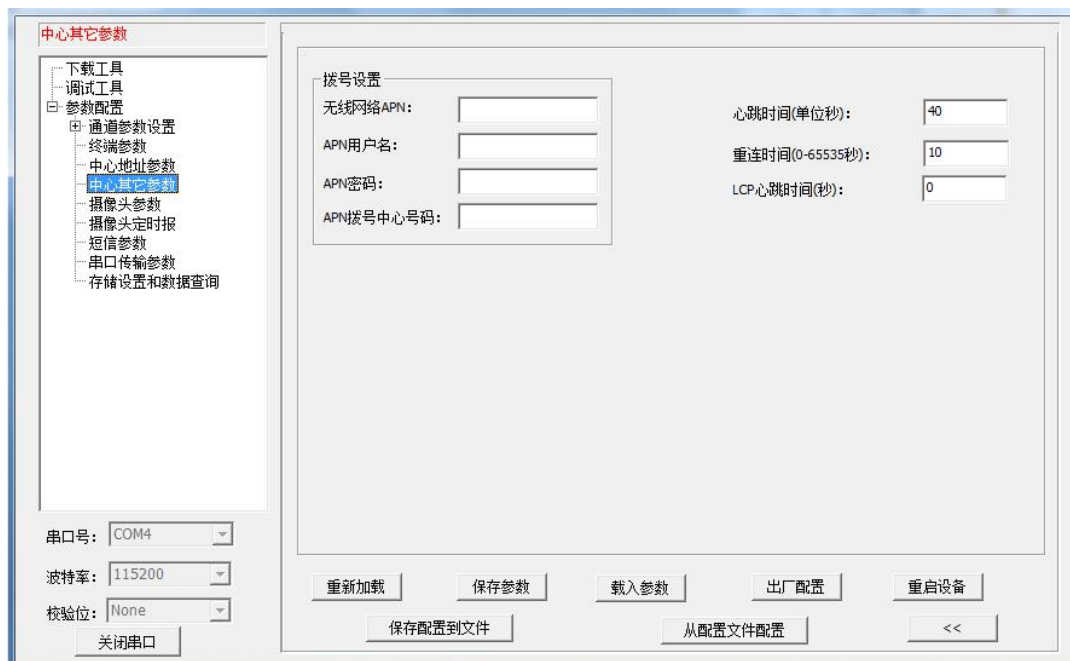 中心其它参数
下载工具
调试工具
参数配置
通道参数设置
终端参数
中心地址参数
中心其它参数
摄像头参数
摄像头定时报
短信参数
串口传输参数
存储设置和数据查询
串口号： COM4
波特率： 115200
校验位： None
关闭串口
拨号设置
无线网络APN：
APN用户名：
APN密码：
APN拨号中心号码：
心跳时间(单位秒)： 40
重连时间(0-65535秒)： 10
LCP心跳时间(秒)： 0
重新加载 保存参数 载入参数 出厂配置 重启设备
保存配置到文件 从配置文件配置 <<